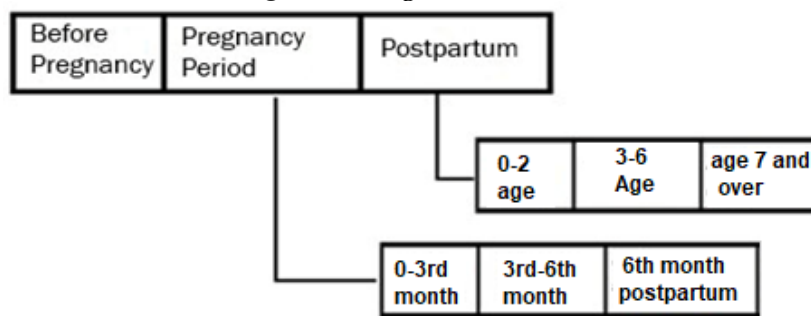 Before
Pregnancy
Pregnancy
Period
Postpartum
0-2
age
3-6
Age
age 7 and
over
0-3rd
month
3rd-6th
month
6th month
postpartum